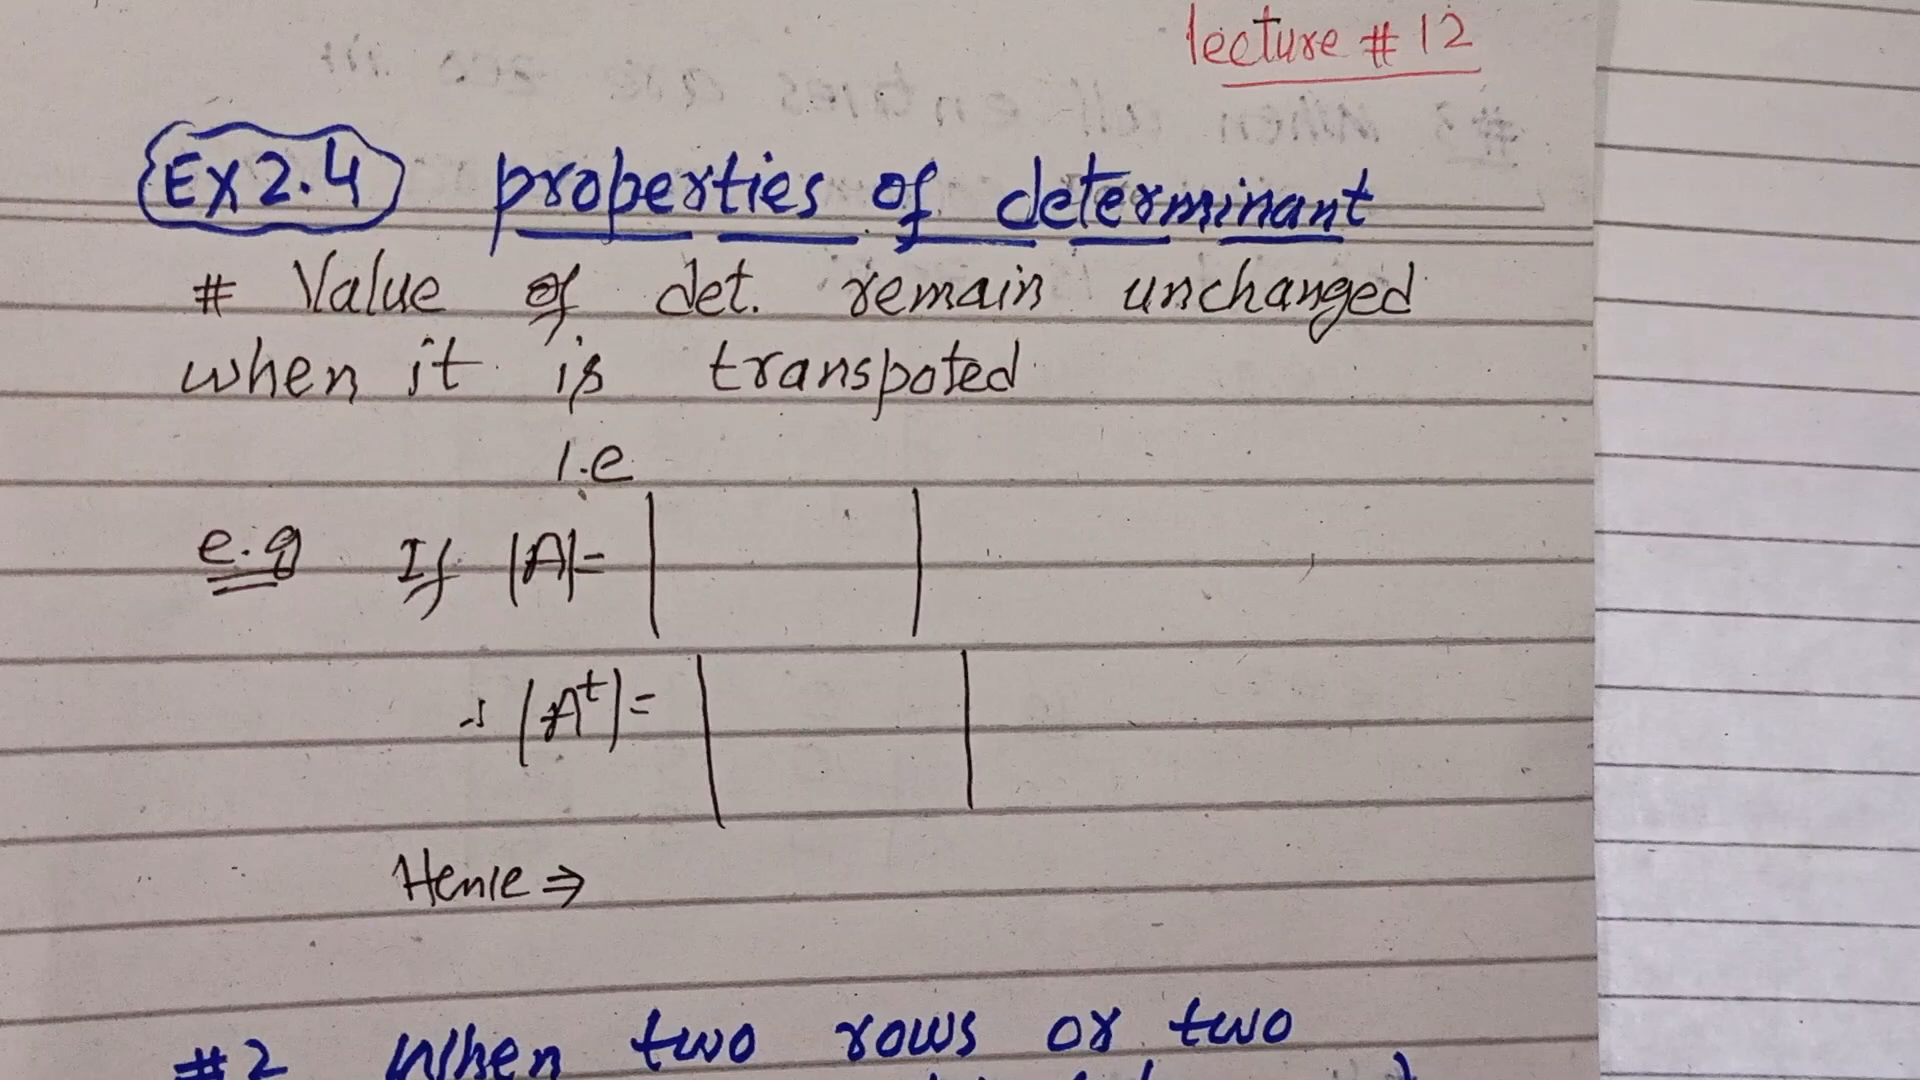 lecture # 12
Ex 2.4 properties of determinant
# Value of det. remain unchanged
when it is transpoted
i.e
e.g If |A|= | |
|Aᵗ|= | |
Henle ⇒
#2 When two rows or two